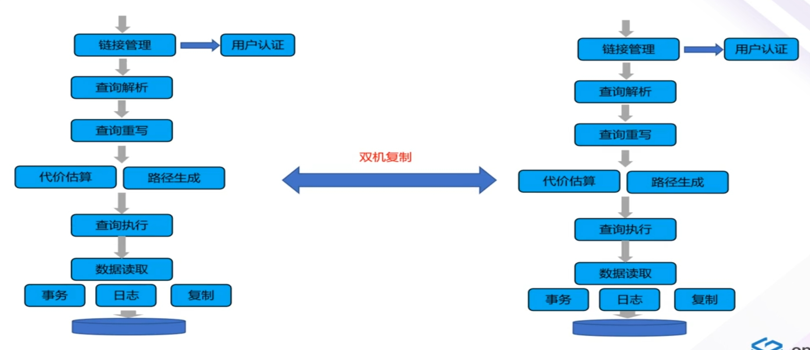 链接管理 用户认证
查询解析
查询重写
代价估算 路径生成
查询执行
数据读取
事务 日志 复制
双机复制
链接管理 用户认证
查询解析
查询重写
代价估算 路径生成
查询执行
数据读取
事务 日志 复制